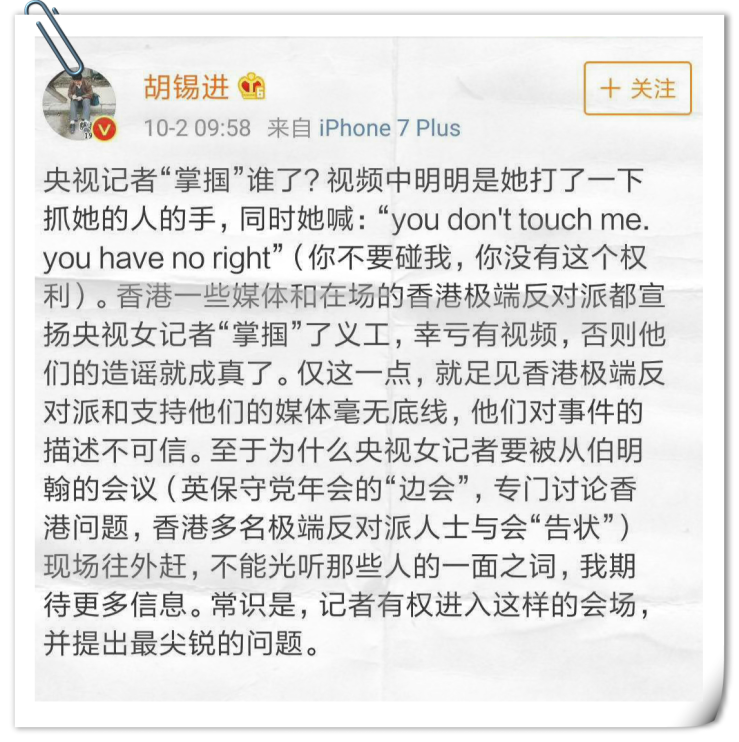 胡锡进
＋ 关注
10-2 09:58 来自 iPhone 7 Plus
央视记者“掌掴”谁了？视频中明明是她打了一下
抓她的人的手，同时她喊：“you don't touch me.
you have no right”（你不要碰我，你没有这个权
利）。香港一些媒体和在场的香港极端反对派都宣
扬央视女记者“掌掴”了义工，幸亏有视频，否则他
们的造谣就成真了。仅这一点，就足见香港极端反
对派和支持他们的媒体毫无底线，他们对事件的
描述不可信。至于为什么央视女记者要被从伯明
翰的会议（英保守党年会的“边会”，专门讨论香
港问题，香港多名极端反对派人士与会“告状”）
现场往外赶，不能光听那些人的一面之词，我期
待更多信息。常识是，记者有权进入这样的会场，
并提出最尖锐的问题。